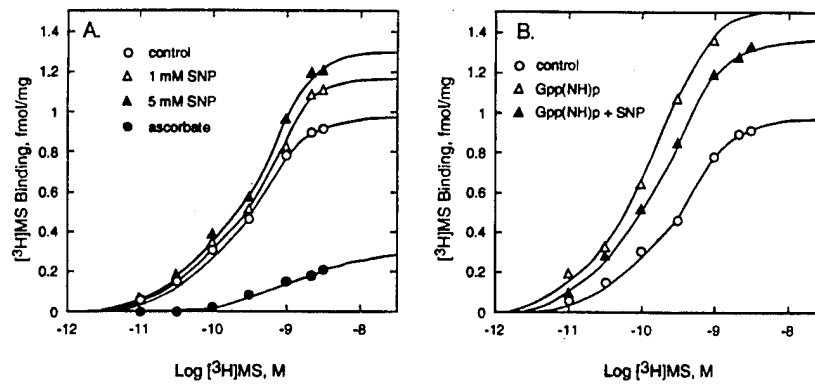 A.
control
1 mM SNP
5 mM SNP
ascorbate
[³H]MS Binding, fmol/mg
1.6
1.4
1.2
1
0.8
0.6
0.4
0.2
0
-12
-11
-10
-9
-8
Log [³H]MS, M
B.
control
Gpp(NH)p
Gpp(NH)p + SNP
[³H]MS Binding, fmol/mg
1.4
1.2
1
0.8
0.6
0.4
0.2
0
-12
-11
-10
-9
-8
Log [³H]MS, M